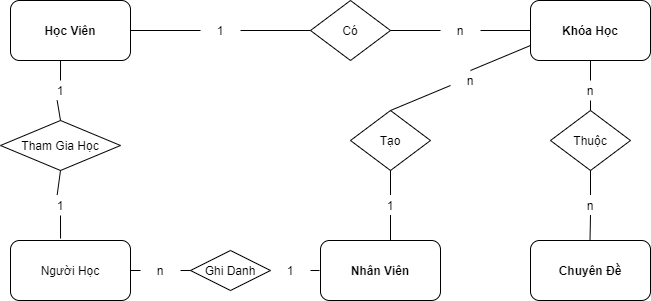 Học Viên
1
Có
n
Khóa Học
n
1
n
Tham Gia Học
Tạo
Thuộc
1
1
n
Người Học
n
Ghi Danh
1
Nhân Viên
Chuyên Đề